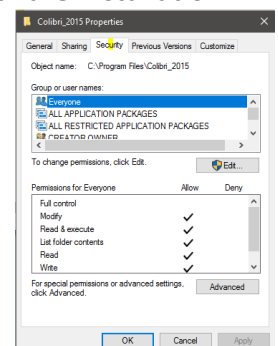 Colibri_2015 Properties
General Sharing Security Previous Versions Customize
Object name: C:\Program Files\Colibri_2015
Group or user names:
Everyone
ALL APPLICATION PACKAGES
ALL RESTRICTED APPLICATION PACKAGES
CREATOR OWNER
To change permissions, click Edit. Edit...
Permissions for Everyone Allow Deny
Full control
Modify
Read & execute
List folder contents
Read
Write
For special permissions or advanced settings, click Advanced. Advanced
OK Cancel Apply